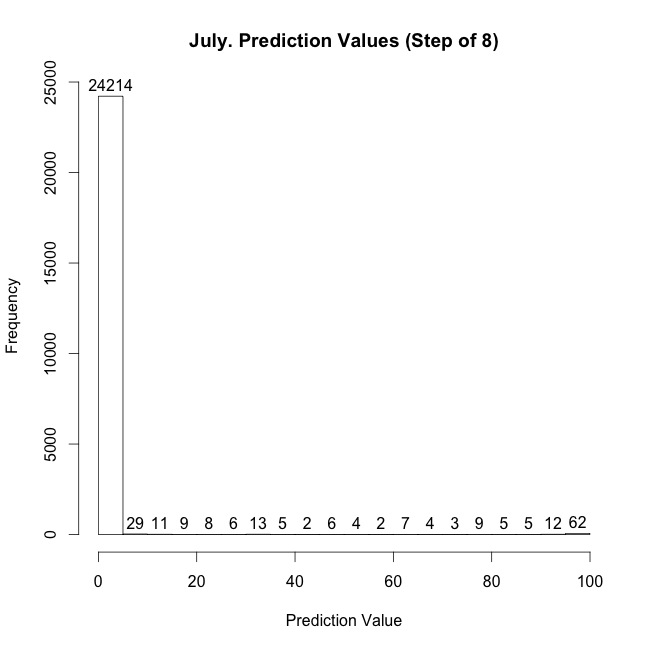 July. Prediction Values (Step of 8)
25000
24214
20000
15000
Frequency
10000
5000
29 11 9 8 6 13 5 2 6 4 2 7 4 3 9 5 5 12 62
0
0 20 40 60 80 100
Prediction Value